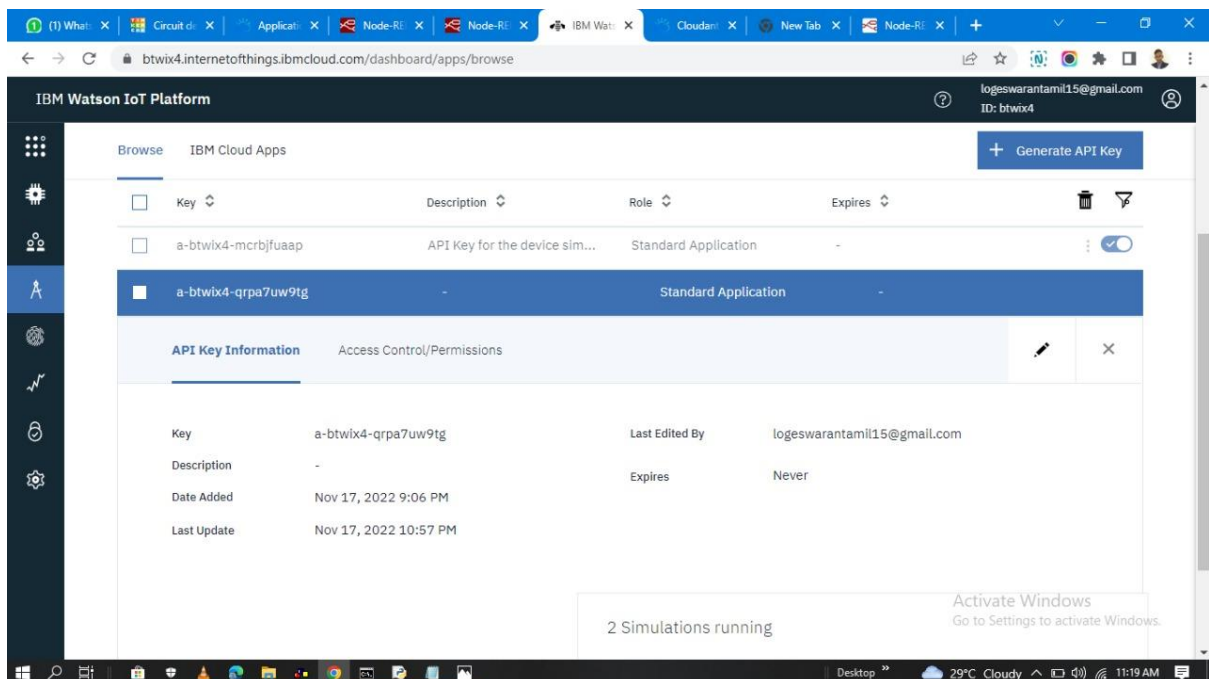 (1) What: Circuit de Applicati Node-RE Node-RE IBM Wat: Cloudant New Tab Node-RE
btwix4.internetofthings.ibmcloud.com/dashboard/apps/browse
IBM Watson IoT Platform
logeswarantamil15@gmail.com
ID: btwix4
Browse IBM Cloud Apps + Generate API Key
Key Description Role Expires
a-btwix4-mcrbjfuaap API Key for the device sim... Standard Application -
a-btwix4-qrpa7uw9tg - Standard Application -
API Key Information Access Control/Permissions
Key a-btwix4-qrpa7uw9tg Last Edited By logeswarantamil15@gmail.com
Description -
Expires Never
Date Added Nov 17, 2022 9:06 PM
Last Update Nov 17, 2022 10:57 PM
2 Simulations running
Activate Windows
Go to Settings to activate Windows.
Desktop » 29°C Cloudy 11:19 AM